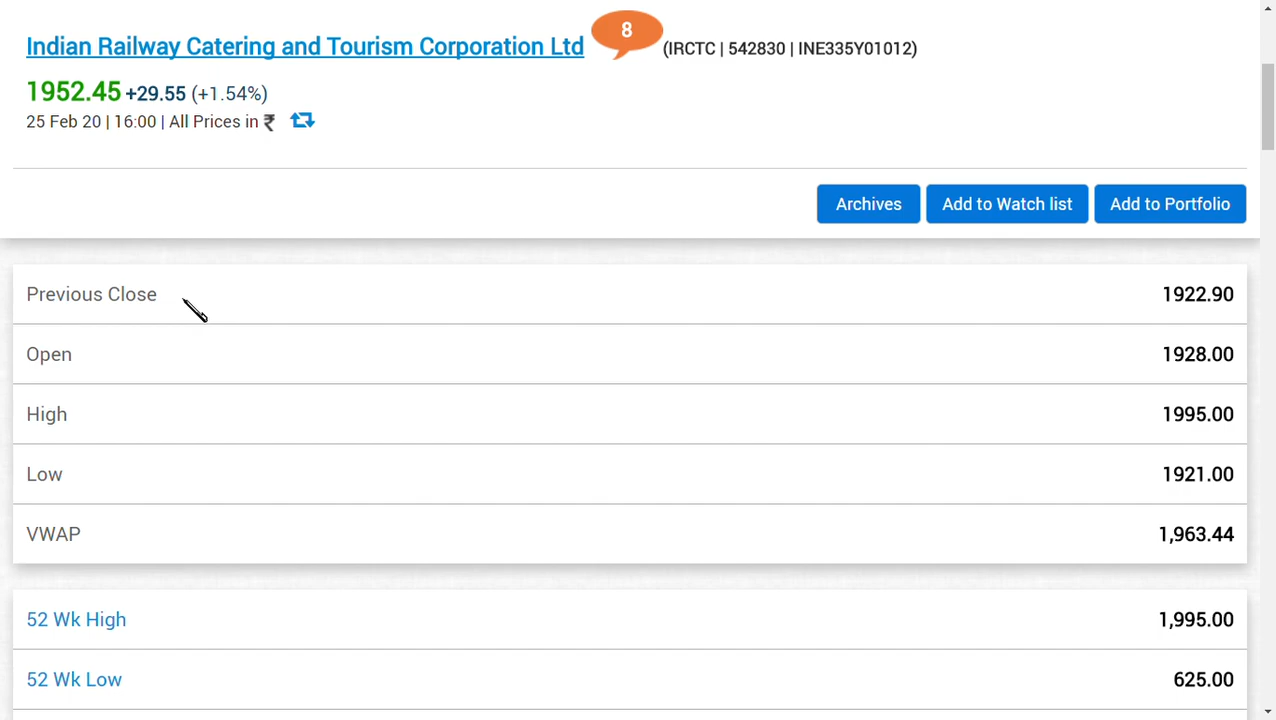 Indian Railway Catering and Tourism Corporation Ltd 8 (IRCTC | 542830 | INE335Y01012)
1952.45 +29.55 (+1.54%)
25 Feb 20 | 16:00 | All Prices in ₹
Archives Add to Watch list Add to Portfolio
Previous Close 1922.90
Open 1928.00
High 1995.00
Low 1921.00
VWAP 1,963.44
52 Wk High 1,995.00
52 Wk Low 625.00